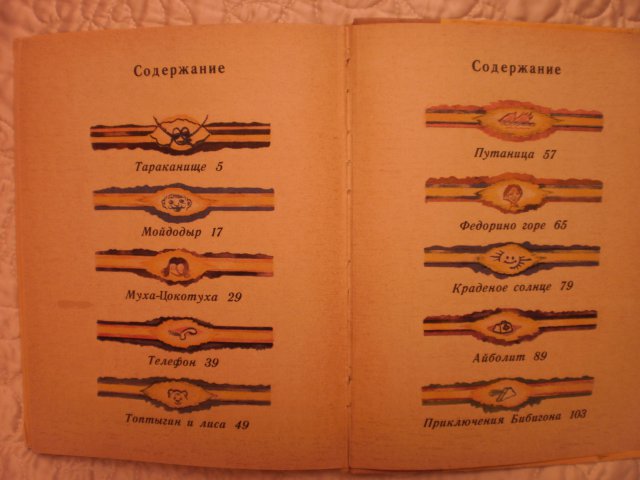 Содержание
Тараканище 5
Мойдодыр 17
Муха-Цокотуха 29
Телефон 39
Топтыгин и лиса 49
Содержание
Путаница 57
Федорино горе 65
Краденое солнце 79
Айболит 89
Приключения Бибигона 103